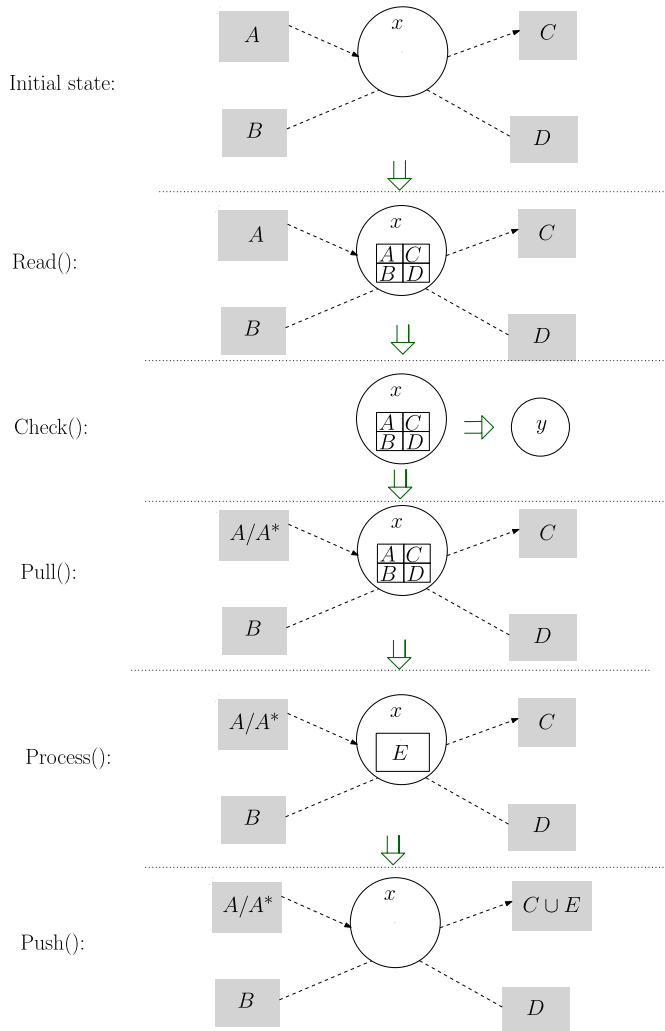 x
A
C
Initial state:
B
D
x
A
C
A C
Read():
B D
B
D
x
A C
Check():
y
B D
x
A/A*
C
A C
Pull():
B D
B
D
x
A/A*
C
E
Process():
B
D
x
A/A*
C ∪ E
Push():
B
D